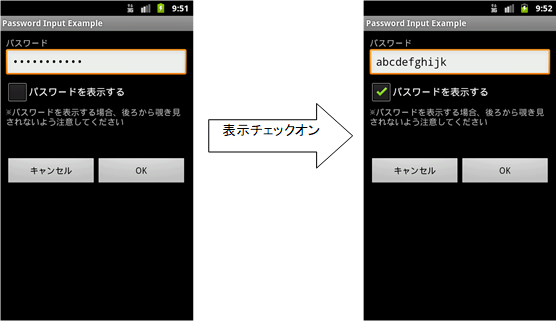 9:51
Password Input Example
パスワード
•••••••••••
パスワードを表示する
※パスワードを表示する場合、後ろから覗き見
されないよう注意してください
キャンセル
OK
表示チェックオン
9:52
Password Input Example
パスワード
abcdefghijk
パスワードを表示する
※パスワードを表示する場合、後ろから覗き見
されないよう注意してください
キャンセル
OK